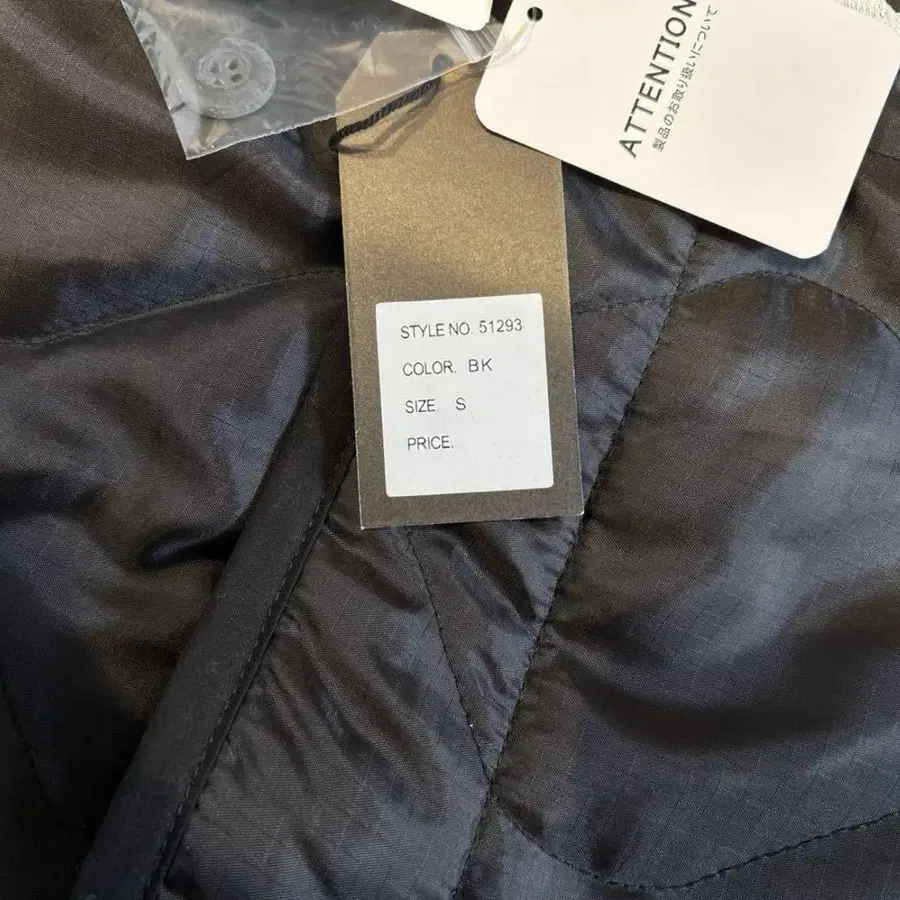 ATTENTION
製品のお取り扱いについて
STYLE NO. 51293
COLOR. BK
SIZE. S
PRICE.